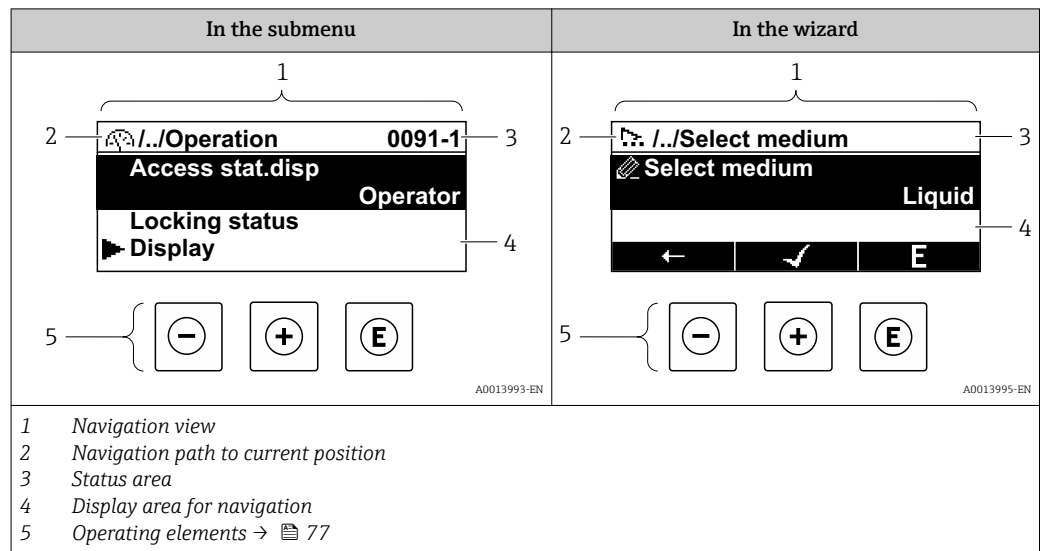 In the submenu
1
2 /../Operation 0091-1 3
Access stat.disp
Operator
Locking status
Display 4
5 − + E
A0013993-EN
In the wizard
1
2 /../Select medium 3
Select medium
Liquid
4
← ✓ E
5 − + E
A0013995-EN
1 Navigation view
2 Navigation path to current position
3 Status area
4 Display area for navigation
5 Operating elements → 77